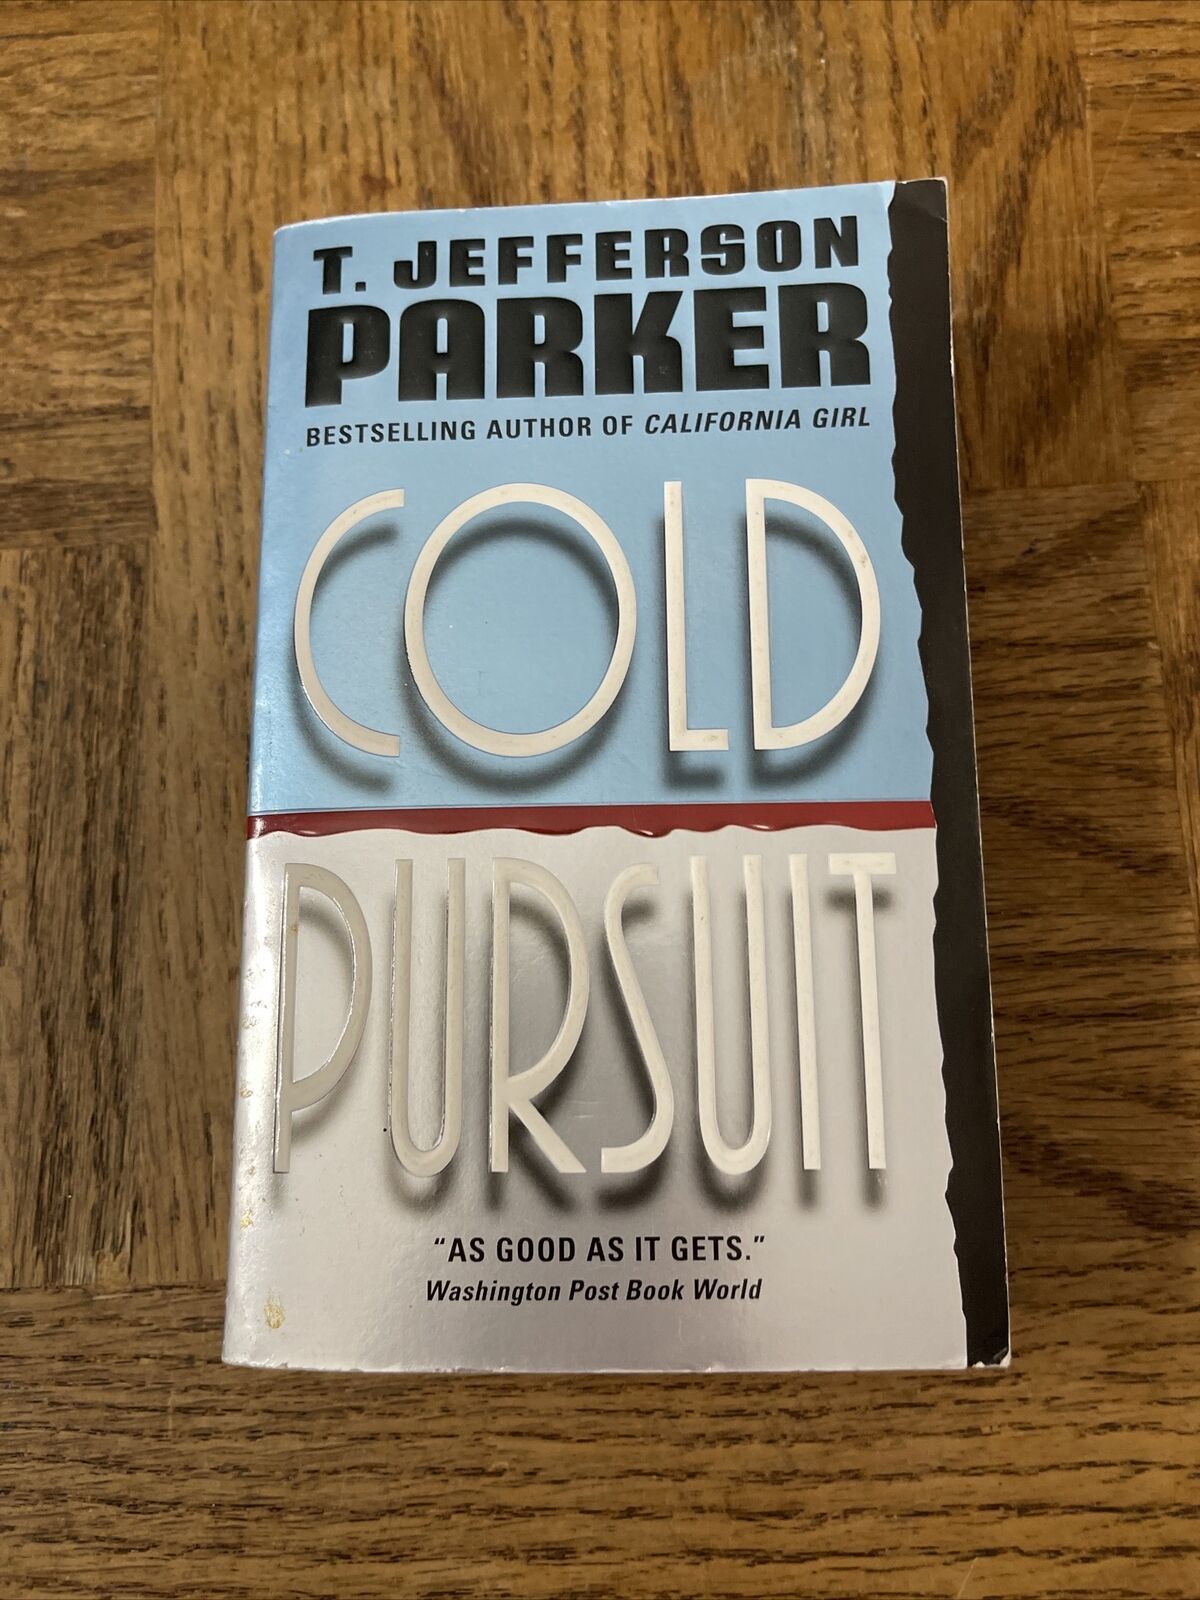 T. JEFFERSON
PARKER
BESTSELLING AUTHOR OF CALIFORNIA GIRL
COLD
PURSUIT
“AS GOOD AS IT GETS.”
Washington Post Book World